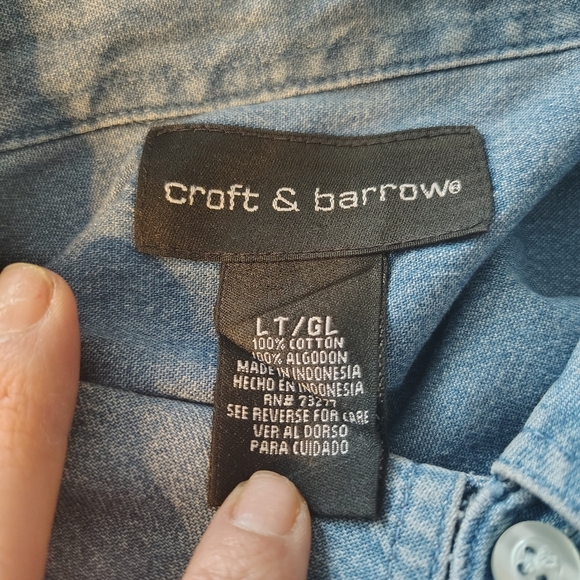 croft & barrow®
LT/GL
100% COTTON
100% ALGODON
MADE IN INDONESIA
HECHO EN INDONESIA
RN# 73277
SEE REVERSE FOR CARE
VER AL DORSO
PARA CUIDADO